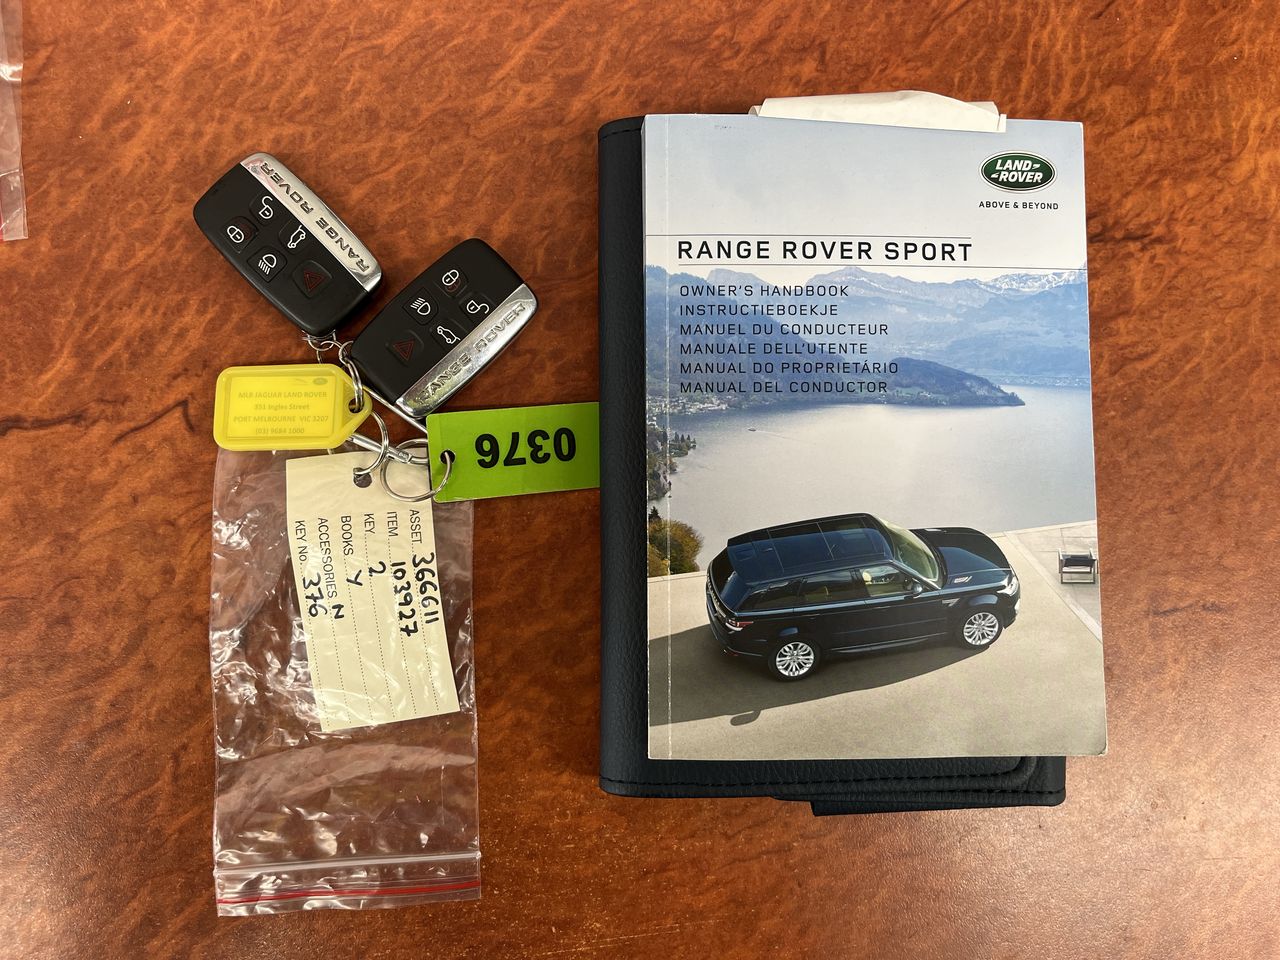 RANGE ROVER
RANGE ROVER
MLB JAGUAR LAND ROVER
351 Ingles Street
PORT MELBOURNE VIC 3207
(03) 9684 1000
0376
ASSET 366611
ITEM 103927
KEY 2
BOOKS Y
ACCESSORIES N
KEY No 376
LAND-
-ROVER
ABOVE & BEYOND
RANGE ROVER SPORT
OWNER'S HANDBOOK
INSTRUCTIEBOEKJE
MANUEL DU CONDUCTEUR
MANUALE DELL'UTENTE
MANUAL DO PROPRIETÁRIO
MANUAL DEL CONDUCTOR